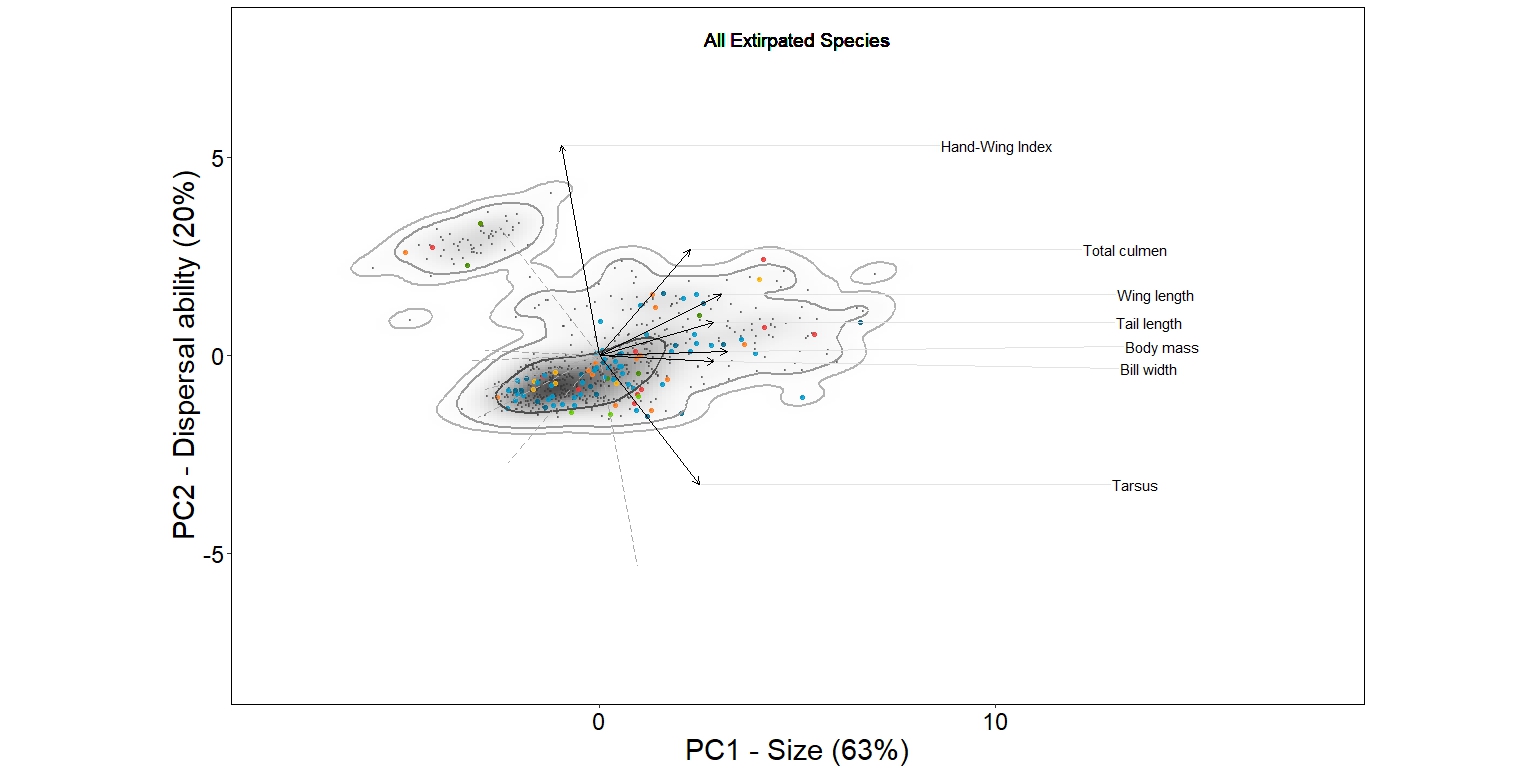 All Extirpated Species
Hand-Wing Index
Total culmen
Wing length
Tail length
Body mass
Bill width
Tarsus
5
0
-5
PC2 - Dispersal ability (20%)
0 10
PC1 - Size (63%)